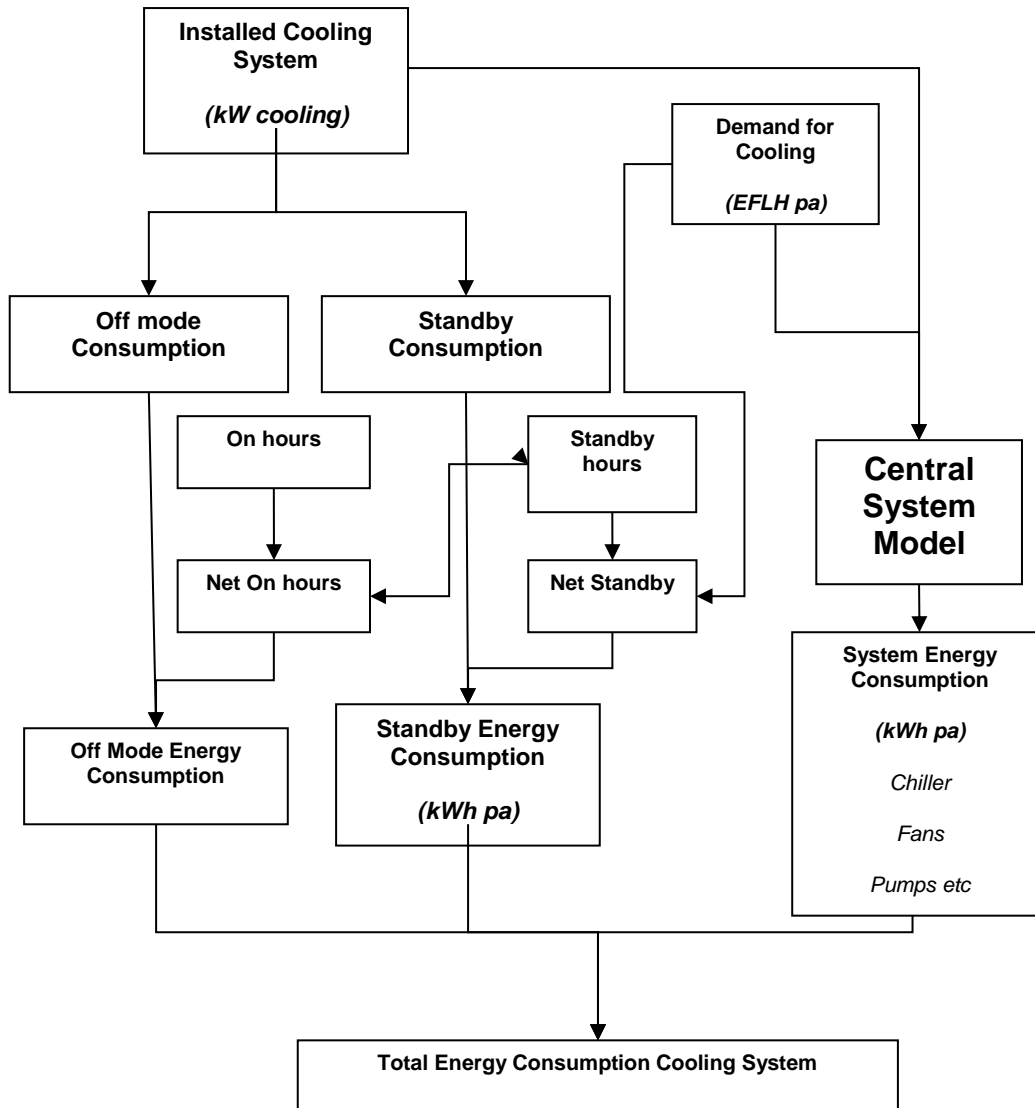 Installed Cooling
System
(kW cooling)
Demand for
Cooling
(EFLH pa)
Off mode
Consumption
Standby
Consumption
On hours
Standby
hours
Central
System
Model
Net On hours
Net Standby
System Energy
Consumption
(kWh pa)
Chiller
Fans
Pumps etc
Off Mode Energy
Consumption
Standby Energy
Consumption
(kWh pa)
Total Energy Consumption Cooling System